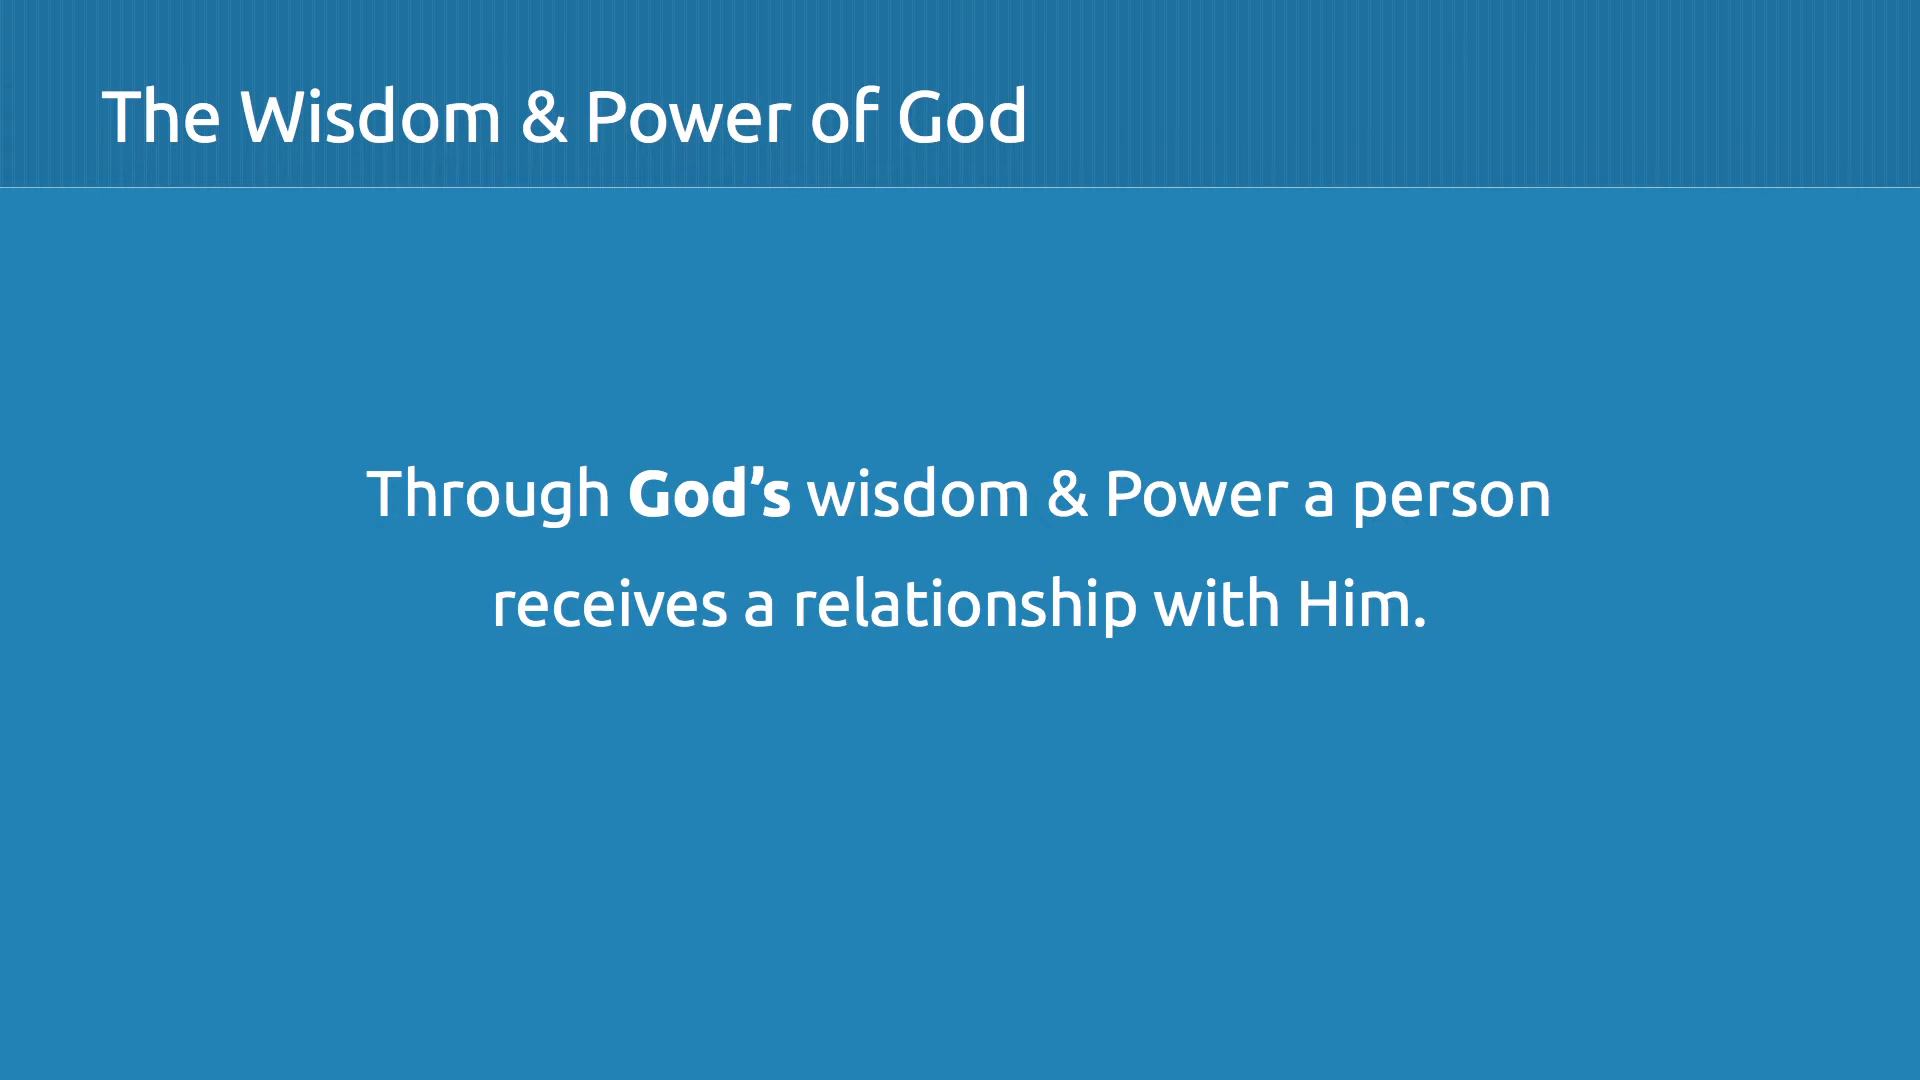 The Wisdom & Power of God
Through God’s wisdom & Power a person
receives a relationship with Him.